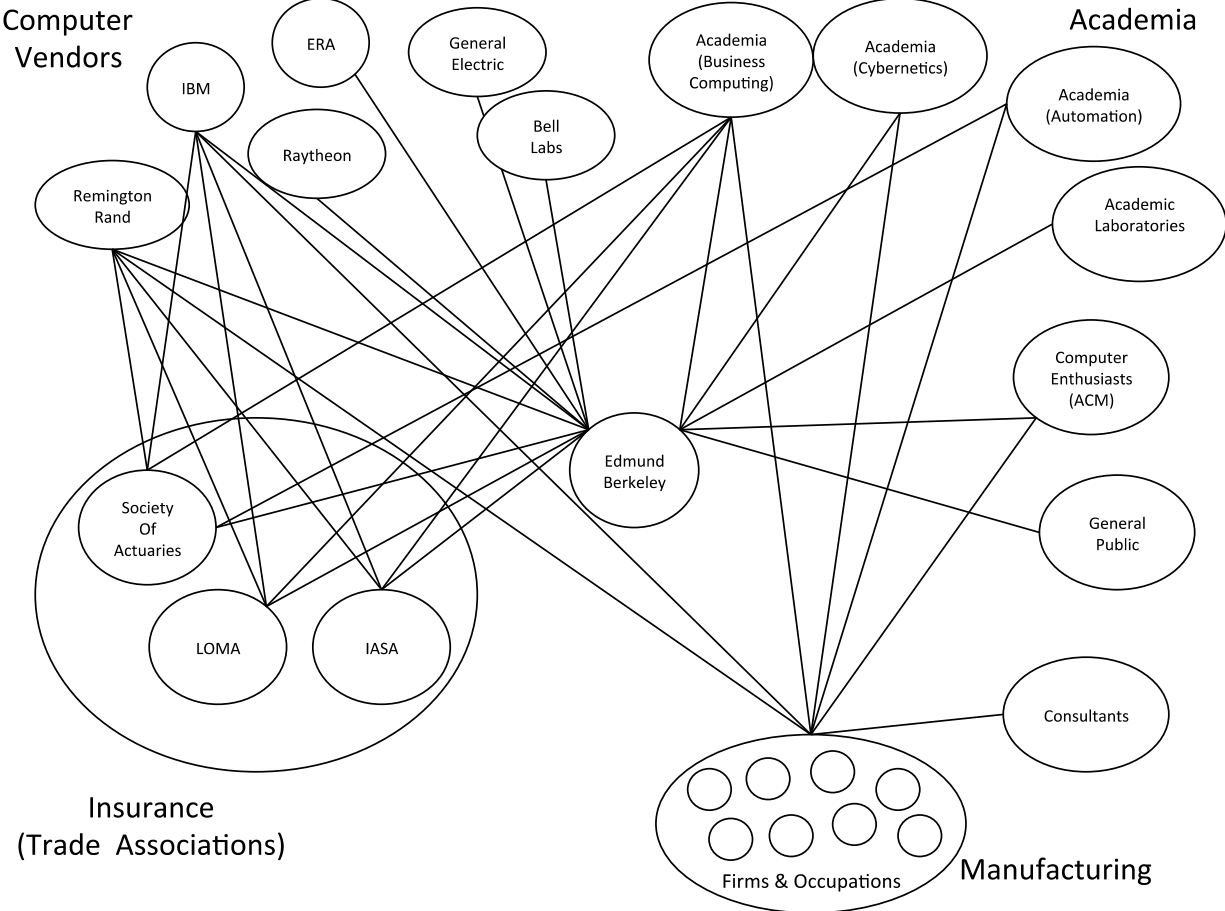 Computer
Vendors
Academia
ERA
General
Electric
Academia
(Business
Computing)
Academia
(Cybernetics)
IBM
Academia
(Automation)
Bell
Labs
Raytheon
Remington
Rand
Academic
Laboratories
Computer
Enthusiasts
(ACM)
Edmund
Berkeley
Society
Of
Actuaries
General
Public
LOMA
IASA
Consultants
Insurance
(Trade Associations)
Firms & Occupations
Manufacturing